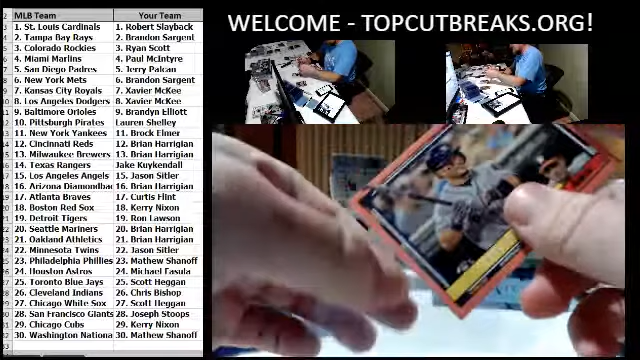 WELCOME - TOPCUTBREAKS.ORG!
MLB Team Your Team
1. St. Louis Cardinals 1. Robert Slayback
2. Tampa Bay Rays 2. Brandon Sargent
3. Colorado Rockies 3. Ryan Scott
4. Miami Marlins 4. Paul McIntyre
5. San Diego Padres 5. Terry Palcan
6. New York Mets 6. Brandon Sargent
7. Kansas City Royals 7. Xavier McKee
8. Los Angeles Dodgers 8. Xavier McKee
9. Baltimore Orioles 9. Brandyn Elliott
10. Pittsburgh Pirates Lauren Shelley
11. New York Yankees 11. Brock Elmer
12. Cincinnati Reds 12. Brian Harrigian
13. Milwaukee Brewers 13. Brian Harrigian
14. Texas Rangers Jake Kuykendall
15. Los Angeles Angels 15. Jason Sitler
16. Arizona Diamondbac 16. Brian Harrigian
17. Atlanta Braves 17. Curtis Flint
18. Boston Red Sox 18. Kerry Nixon
19. Detroit Tigers 19. Ron Lawson
20. Seattle Mariners 20. Brian Harrigian
21. Oakland Athletics 21. Brian Harrigian
22. Minnesota Twins 22. Jason Sitler
23. Philadelphia Phillies 23. Mathew Shanoff
24. Houston Astros 24. Michael Fasula
25. Toronto Blue Jays 25. Scott Heggan
26. Cleveland Indians 26. Chris Bishop
27. Chicago White Sox 27. Scott Heggan
28. San Francisco Giants 28. Joseph Stoops
29. Chicago Cubs 29. Kerry Nixon
30. Washington Nationa 30. Mathew Shanoff